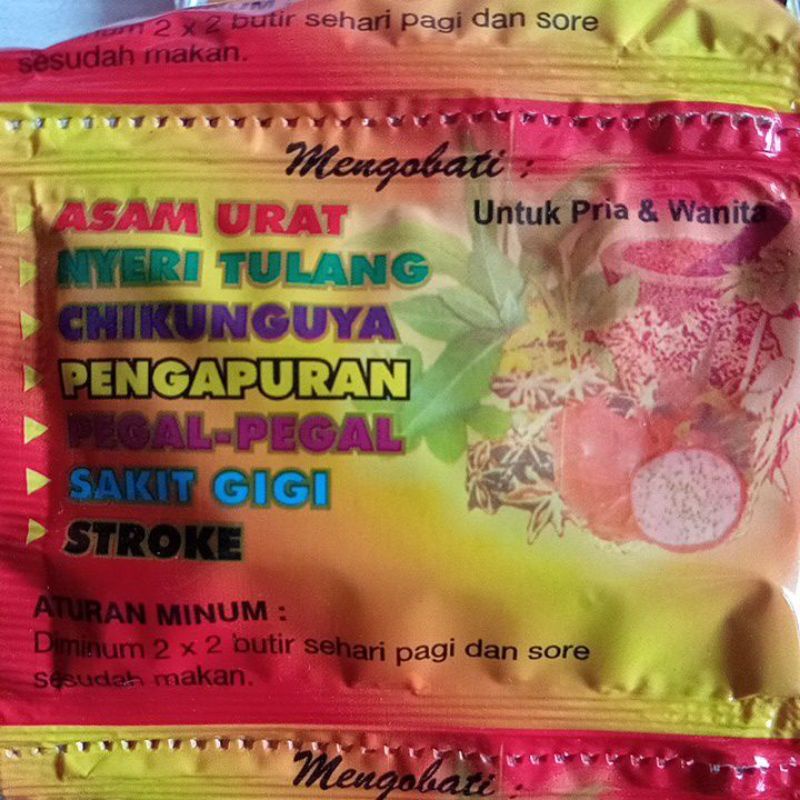 2 x 2 butir sehari pagi dan sore
sesudah makan.
Mengobati :
ASAM URAT
Untuk Pria & Wanita
NYERI TULANG
CHIKUNGUYA
PENGAPURAN
PEGAL-PEGAL
SAKIT GIGI
STROKE
ATURAN MINUM :
Diminum 2 x 2 butir sehari pagi dan sore
sesudah makan.
Mengobati :